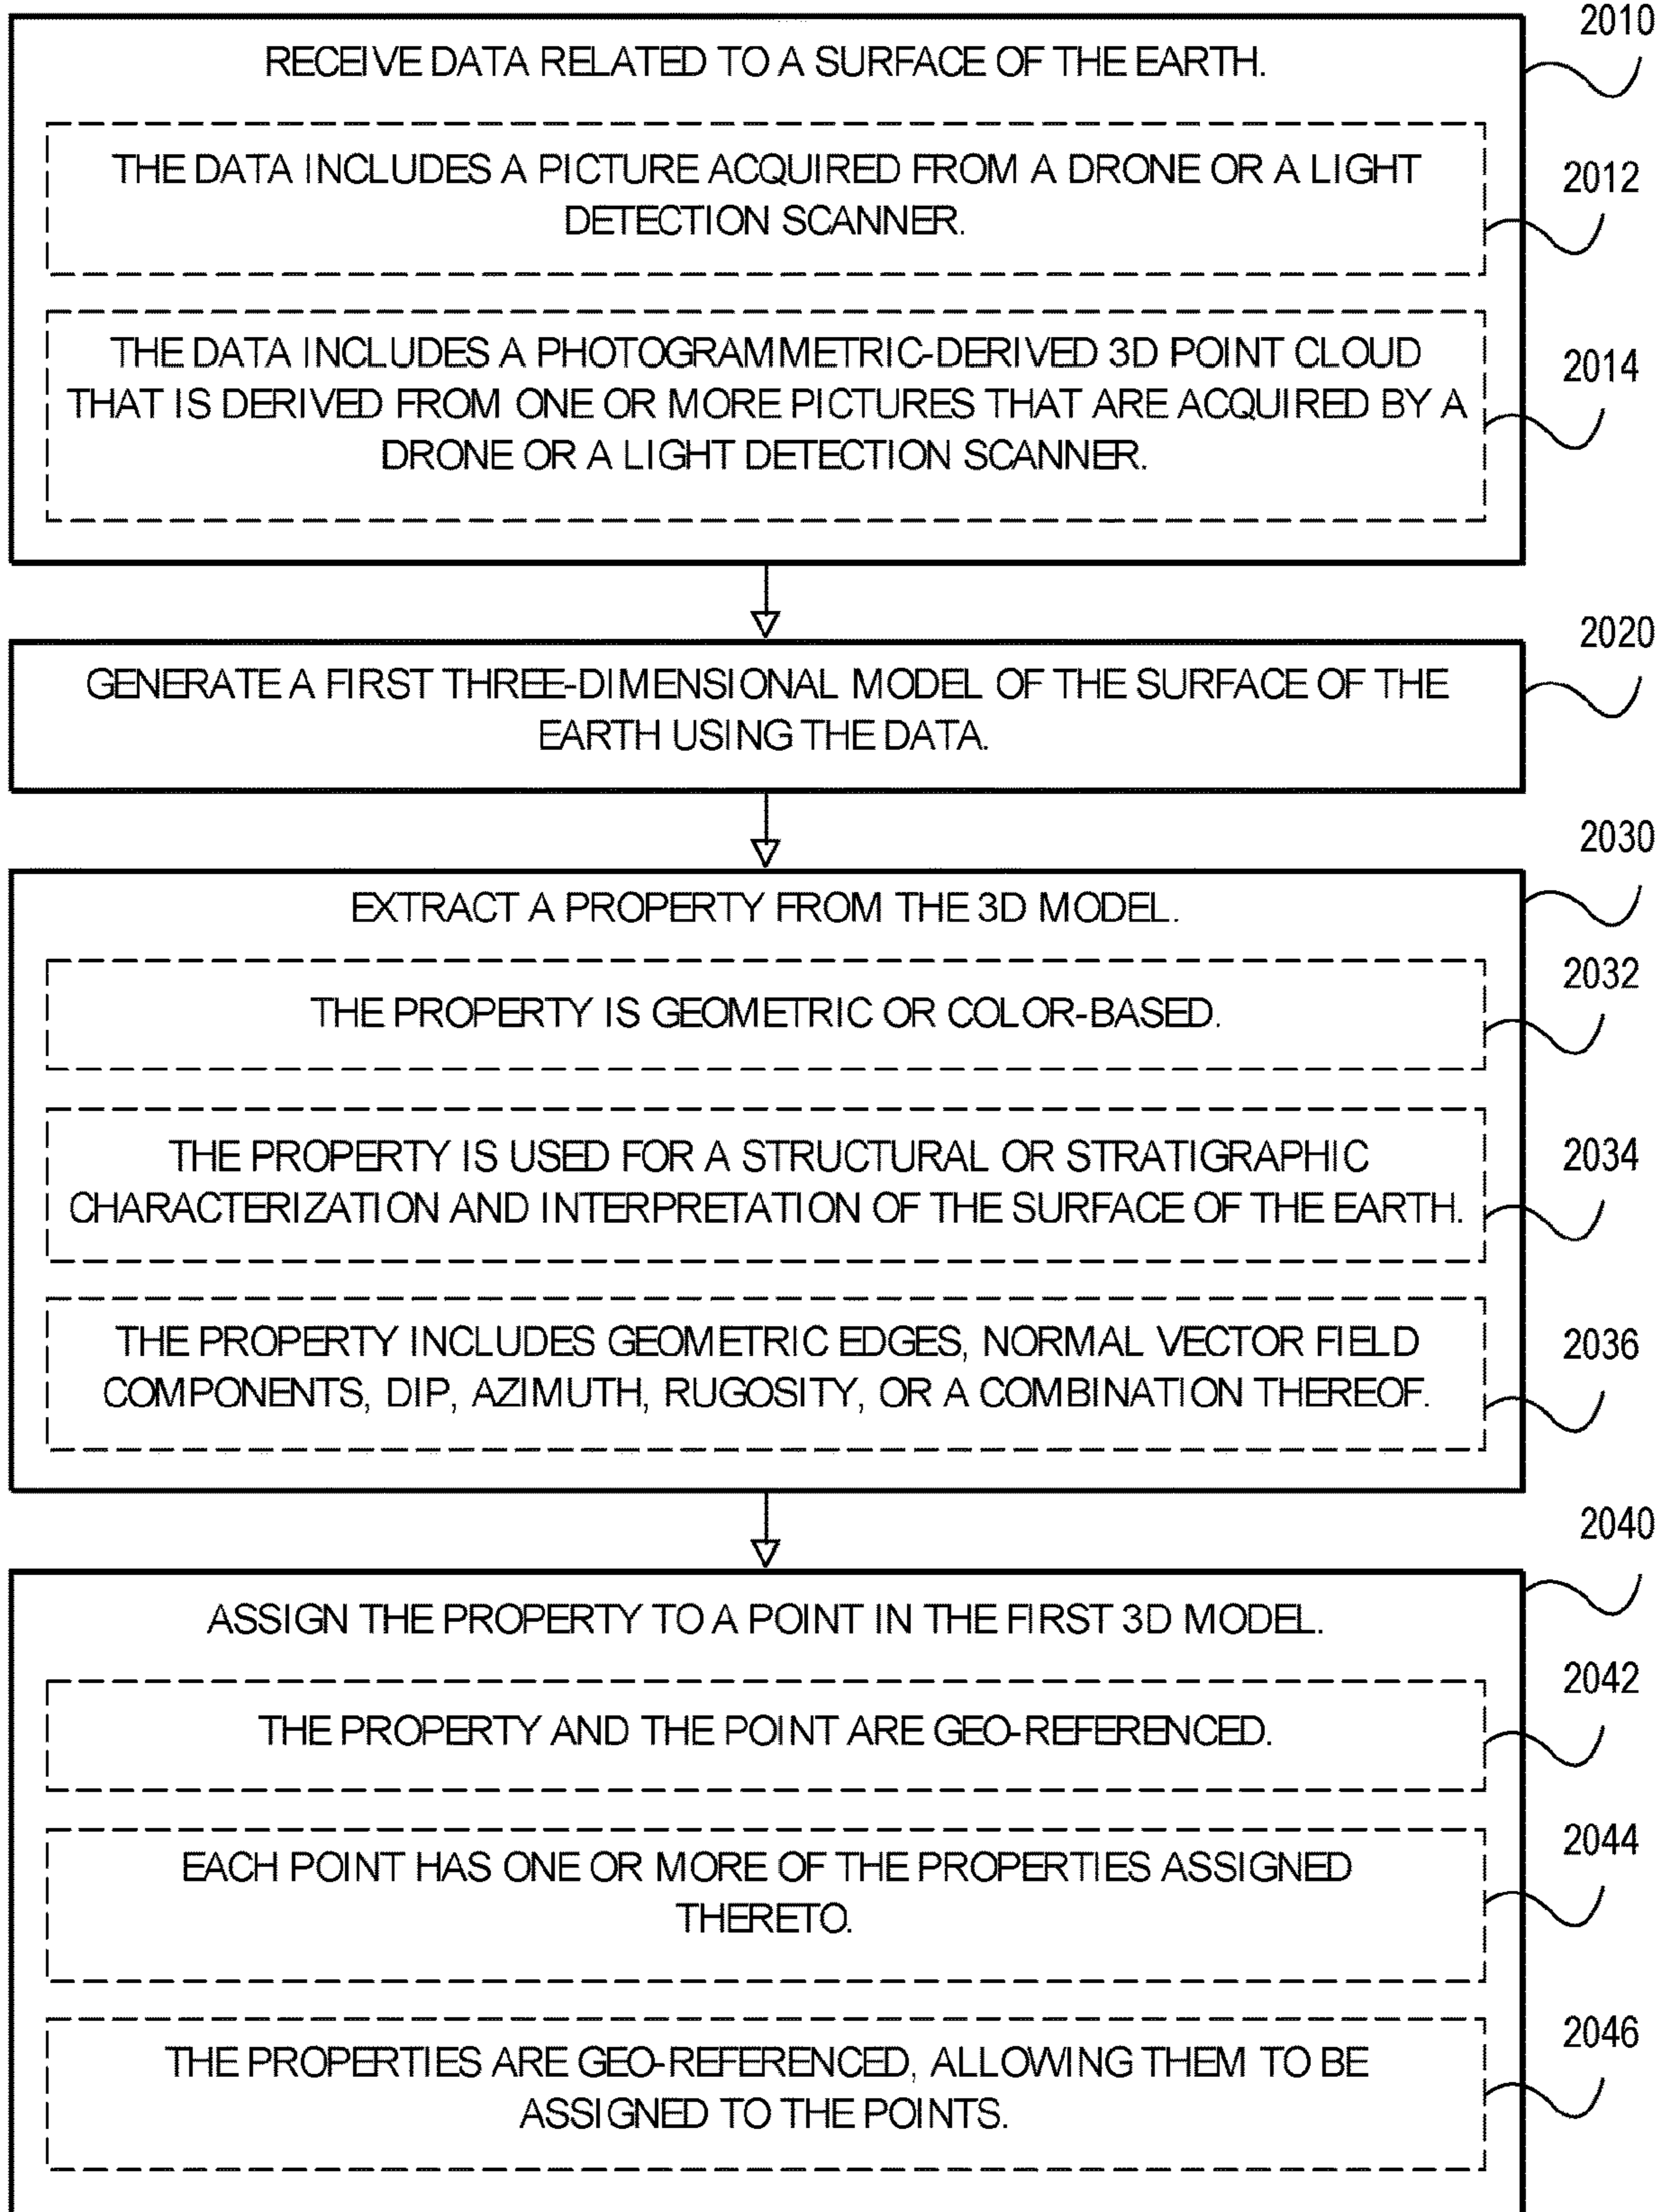 2010
RECEIVE DATA RELATED TO A SURFACE OF THE EARTH.
THE DATA INCLUDES A PICTURE ACQUIRED FROM A DRONE OR A LIGHT
DETECTION SCANNER.
2012
THE DATA INCLUDES A PHOTOGRAMMETRIC-DERIVED 3D POINT CLOUD
THAT IS DERIVED FROM ONE OR MORE PICTURES THAT ARE ACQUIRED BY A
DRONE OR A LIGHT DETECTION SCANNER.
2014
2020
GENERATE A FIRST THREE-DIMENSIONAL MODEL OF THE SURFACE OF THE
EARTH USING THE DATA.
2030
EXTRACT A PROPERTY FROM THE 3D MODEL.
2032
THE PROPERTY IS GEOMETRIC OR COLOR-BASED.
THE PROPERTY IS USED FOR A STRUCTURAL OR STRATIGRAPHIC
CHARACTERIZATION AND INTERPRETATION OF THE SURFACE OF THE EARTH.
2034
THE PROPERTY INCLUDES GEOMETRIC EDGES, NORMAL VECTOR FIELD
COMPONENTS, DIP, AZIMUTH, RUGOSITY, OR A COMBINATION THEREOF.
2036
2040
ASSIGN THE PROPERTY TO A POINT IN THE FIRST 3D MODEL.
2042
THE PROPERTY AND THE POINT ARE GEO-REFERENCED.
2044
EACH POINT HAS ONE OR MORE OF THE PROPERTIES ASSIGNED
THERETO.
2046
THE PROPERTIES ARE GEO-REFERENCED, ALLOWING THEM TO BE
ASSIGNED TO THE POINTS.